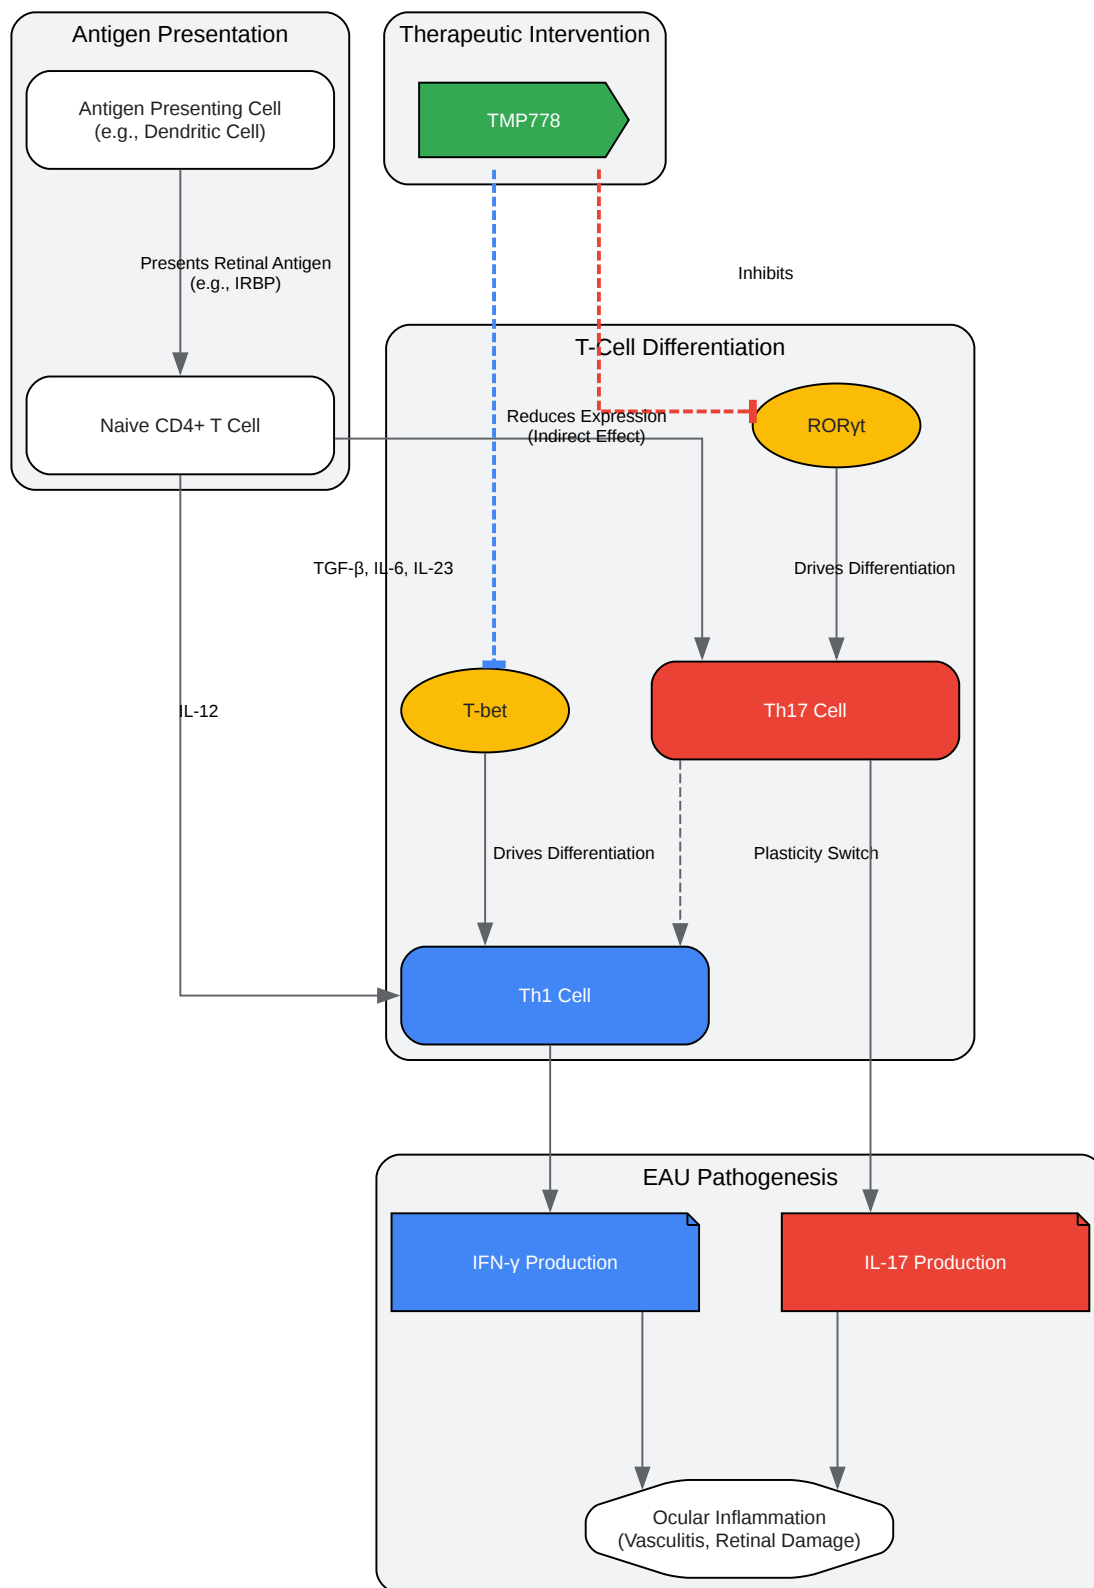 Antigen Presentation
Therapeutic Intervention
Antigen Presenting Cell
(e.g., Dendritic Cell)
TMP778
Presents Retinal Antigen
(e.g., IRBP)
Inhibits
T-Cell Differentiation
Naive CD4+ T Cell
Reduces Expression
(Indirect Effect)
RORγt
TGF-β, IL-6, IL-23
Drives Differentiation
IL-12
T-bet
Th17 Cell
Drives Differentiation
Plasticity Switch
Th1 Cell
EAU Pathogenesis
IFN-γ Production
IL-17 Production
Ocular Inflammation
(Vasculitis, Retinal Damage)